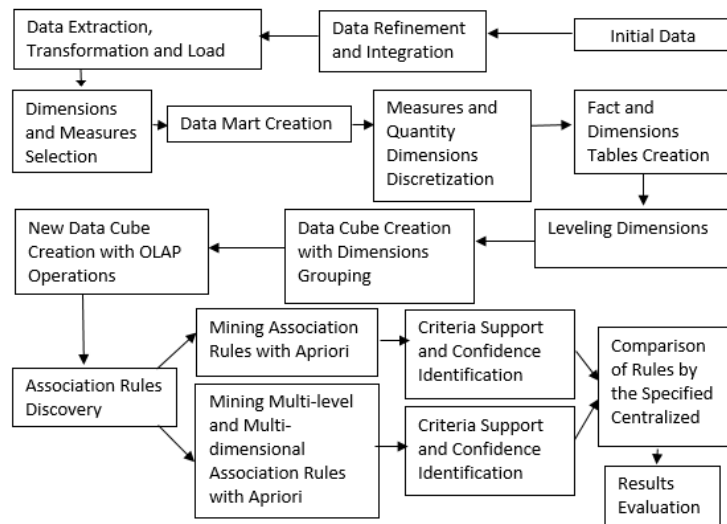 Data Extraction,
Transformation and Load
Data Refinement
and Integration
Initial Data
Dimensions
and Measures
Selection
Data Mart Creation
Measures and
Quantity
Dimensions
Discretization
Fact and
Dimensions
Tables Creation
New Data Cube
Creation with OLAP
Operations
Data Cube Creation
with Dimensions
Grouping
Leveling Dimensions
Association Rules
Discovery
Mining Association
Rules with Apriori
Criteria Support
and Confidence
Identification
Mining Multi-level
and Multi-
dimensional
Association Rules
with Apriori
Criteria Support
and Confidence
Identification
Comparison
of Rules by
the Specified
Centralized
Results
Evaluation